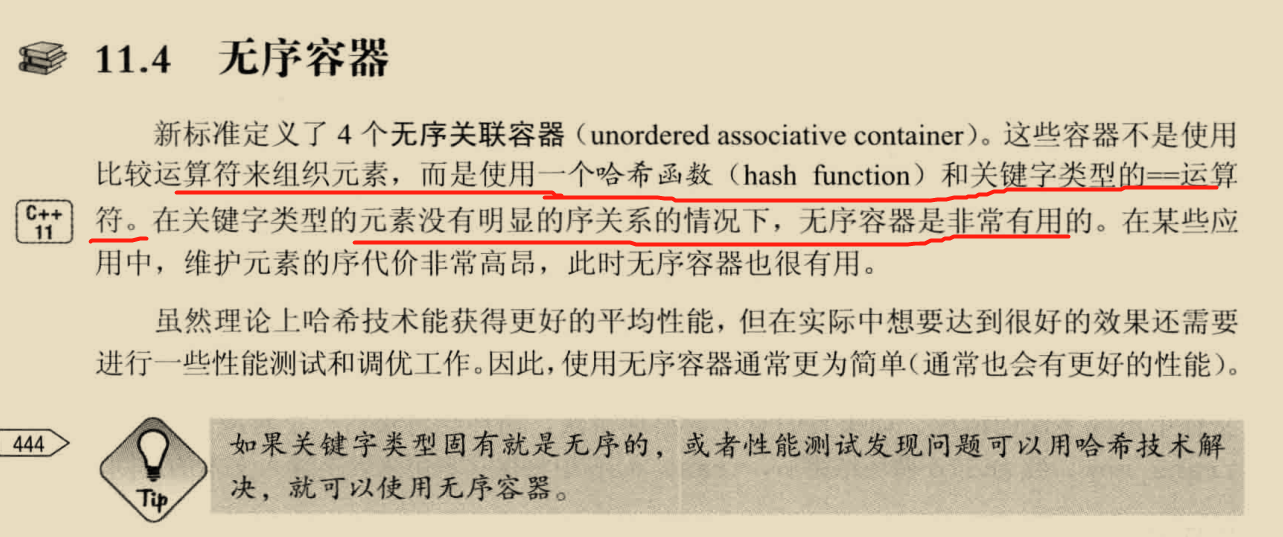 11.4 无序容器
新标准定义了 4 个无序关联容器（unordered associative container）。这些容器不是使用
比较运算符来组织元素，而是使用一个哈希函数（hash function）和关键字类型的==运算
C++
11
符。在关键字类型的元素没有明显的序关系的情况下，无序容器是非常有用的。在某些应
用中，维护元素的序代价非常高昂，此时无序容器也很有用。
虽然理论上哈希技术能获得更好的平均性能，但在实际中想要达到很好的效果还需要
进行一些性能测试和调优工作。因此，使用无序容器通常更为简单（通常也会有更好的性能）。
444
Tip
如果关键字类型固有就是无序的，或者性能测试发现问题可以用哈希技术解
决，就可以使用无序容器。